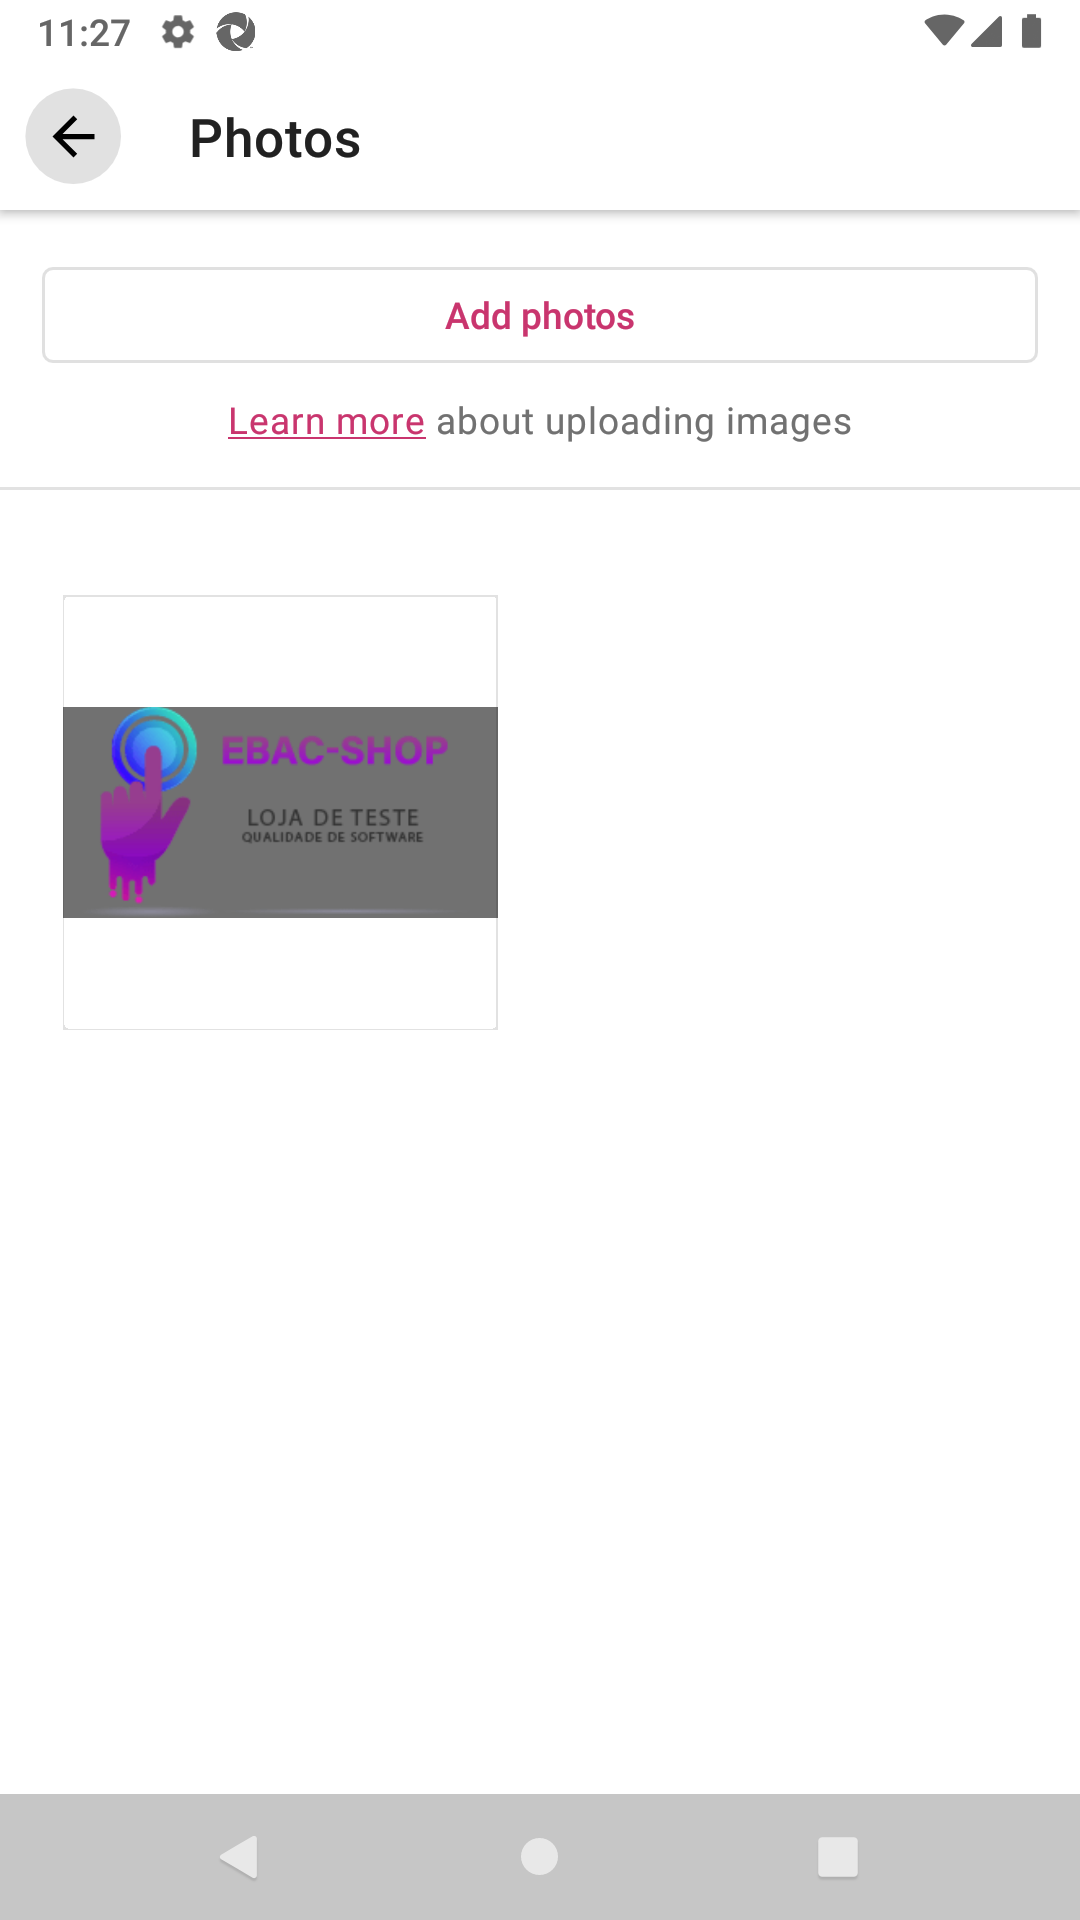 11:27
Photos
Add photos
Learn more about uploading images
EBAC-SHOP
LOJA DE TESTE
QUALIDADE DE SOFTWARE